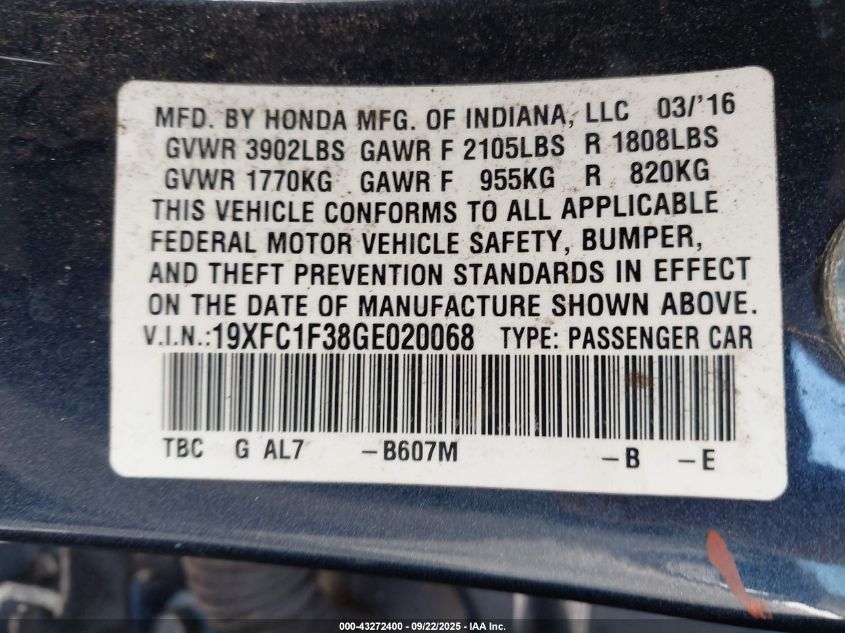 MFD. BY HONDA MFG. OF INDIANA, LLC 03/'16
GVWR 3902LBS GAWR F 2105LBS R 1808LBS
GVWR 1770KG GAWR F 955KG R 820KG
THIS VEHICLE CONFORMS TO ALL APPLICABLE
FEDERAL MOTOR VEHICLE SAFETY, BUMPER,
AND THEFT PREVENTION STANDARDS IN EFFECT
ON THE DATE OF MANUFACTURE SHOWN ABOVE.
V.I.N.:19XFC1F38GE020068 TYPE: PASSENGER CAR
TBC G AL7 -B607M -B -E
000-43272400 - 09/22/2025 - IAA Inc.